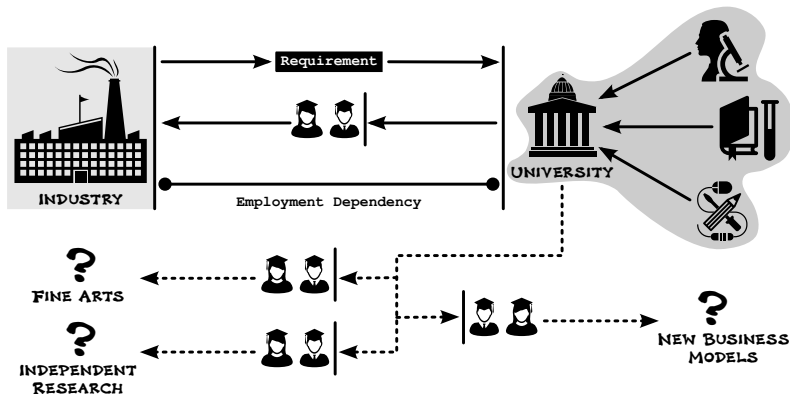 Requirement
INDUSTRY
UNIVERSITY
Employment Dependency
?
FINE ARTS
?
NEW BUSINESS
MODELS
?
INDEPENDENT
RESEARCH